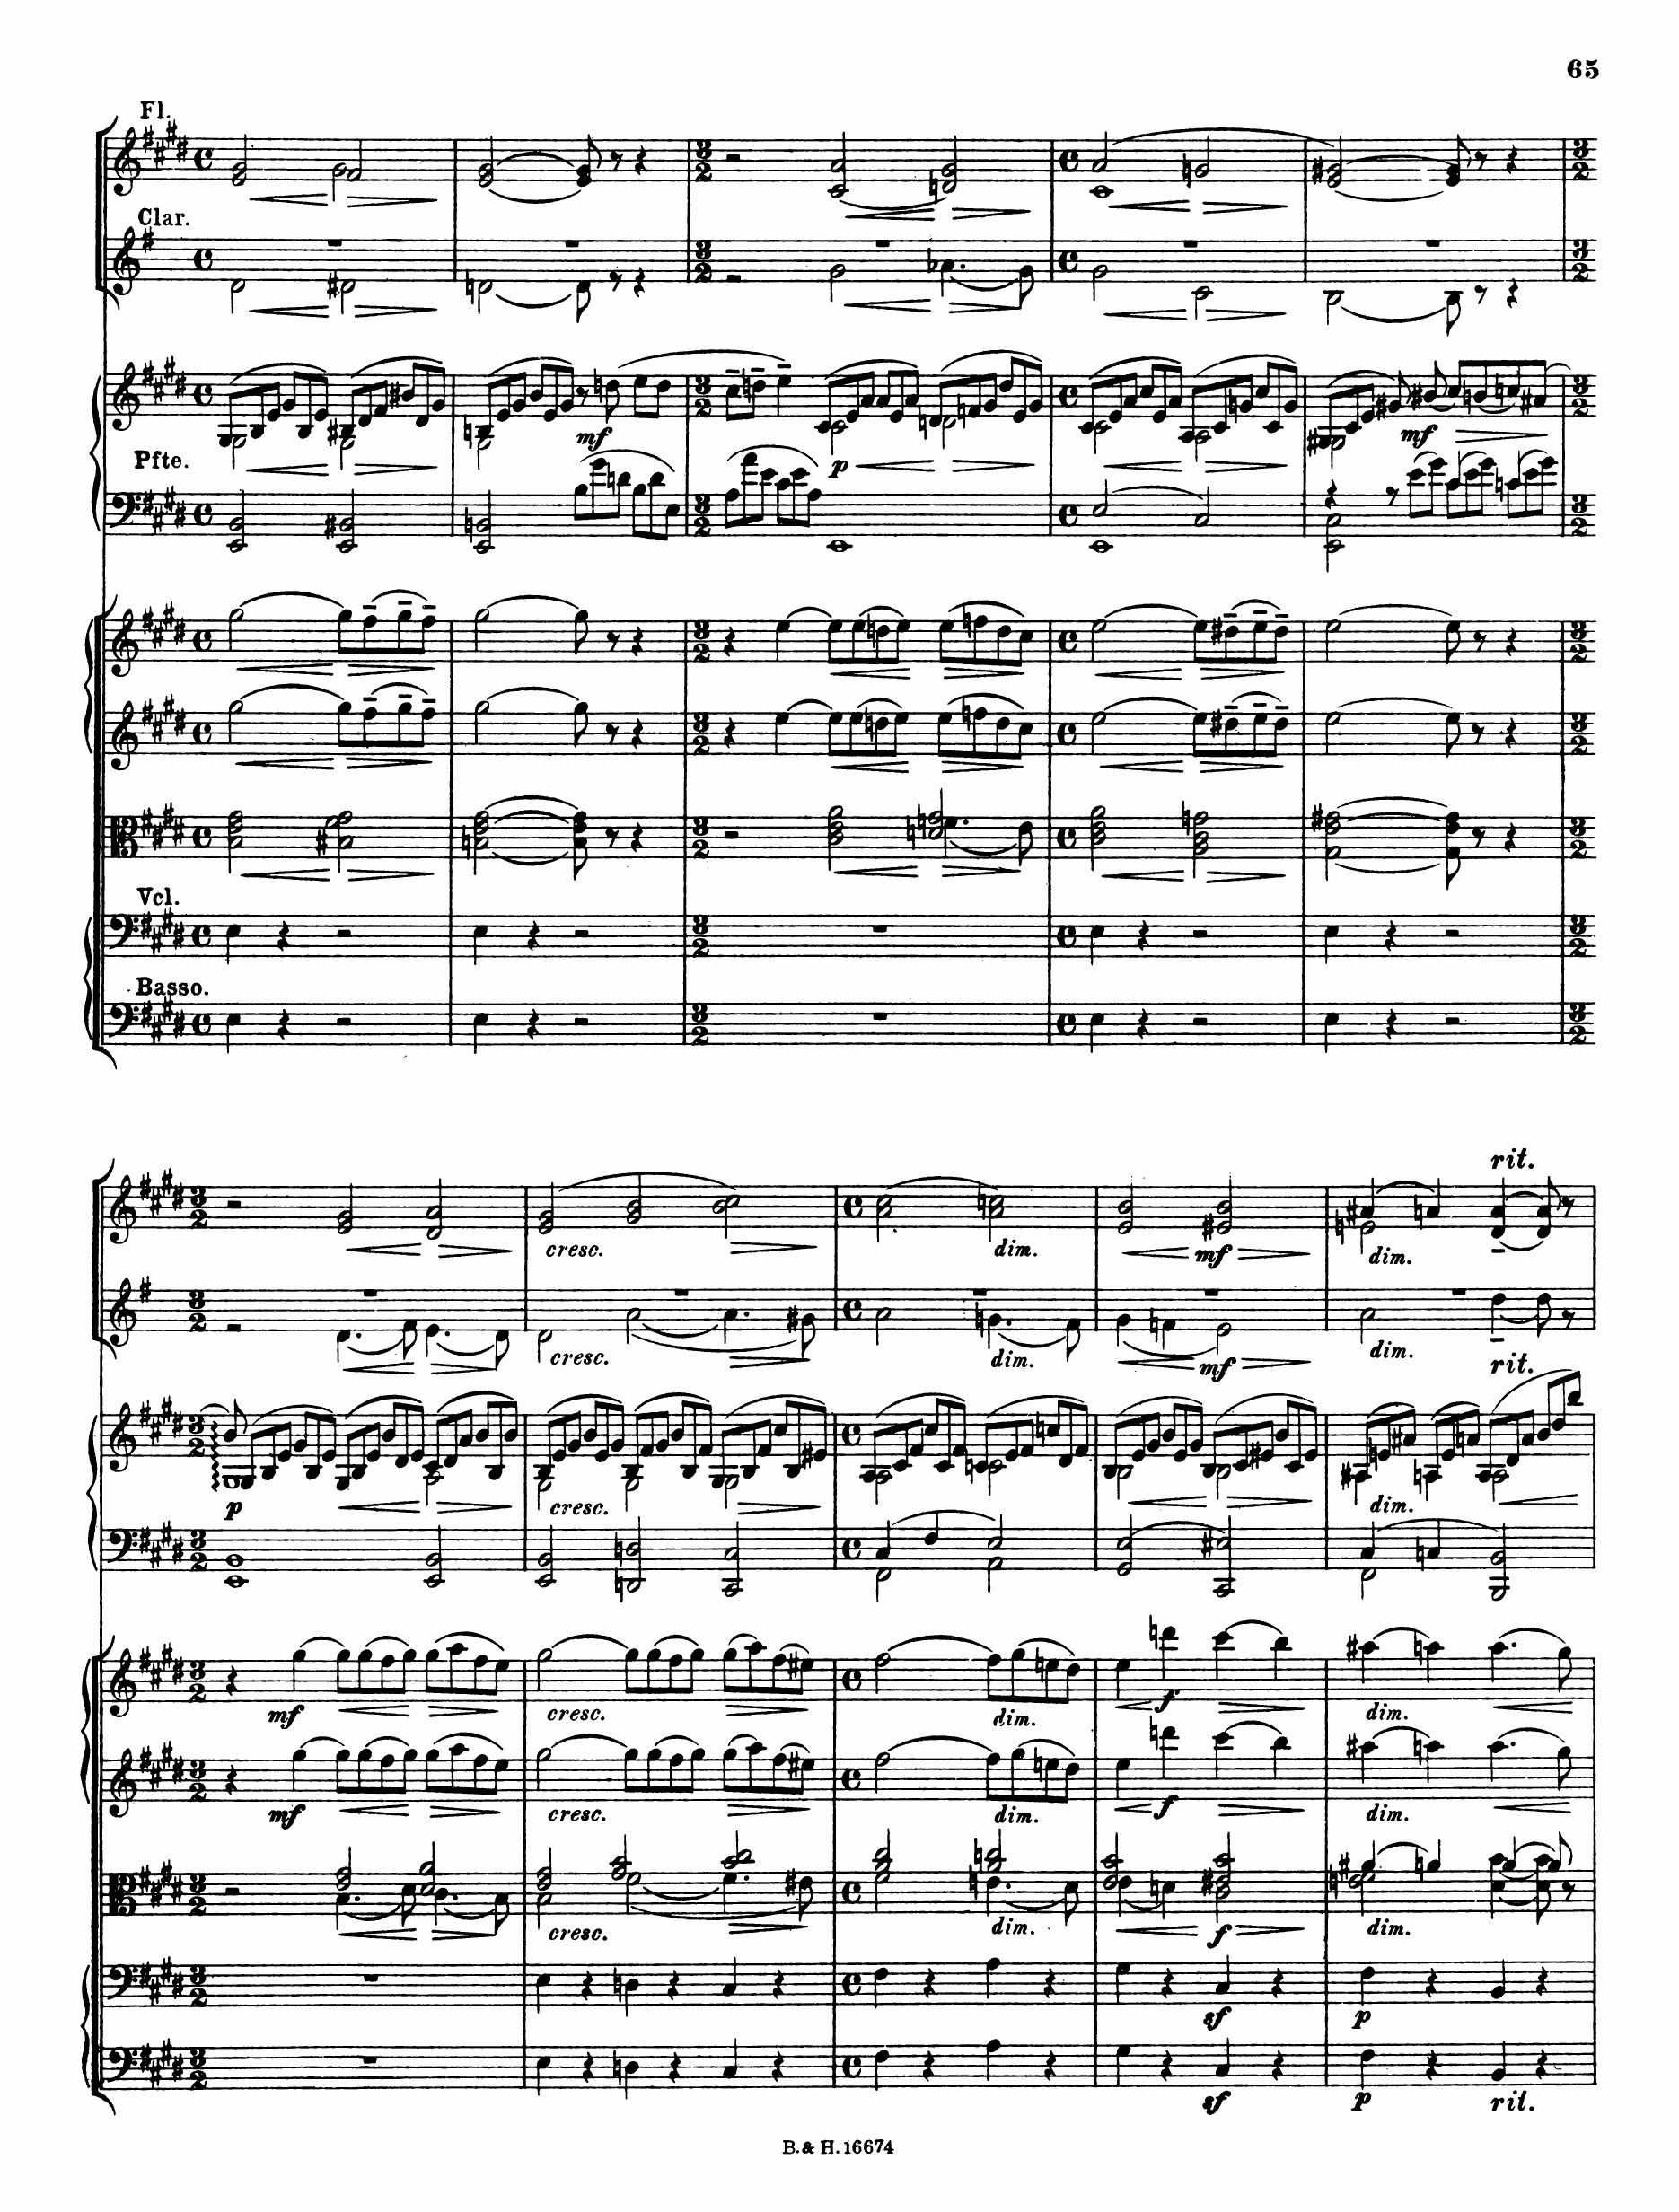 65
Fl.
Clar.
mf
mf
Pfte.
p
Vcl.
Basso.
rit.
cresc.
dim.
mf
dim.
cresc.
dim.
mf
dim.
rit.
p
cresc.
dim.
mf
cresc.
dim.
f
dim.
mf
cresc.
dim.
f
dim.
cresc.
dim.
f
dim.
sf
p
sf
p
rit.
B. & H. 16674